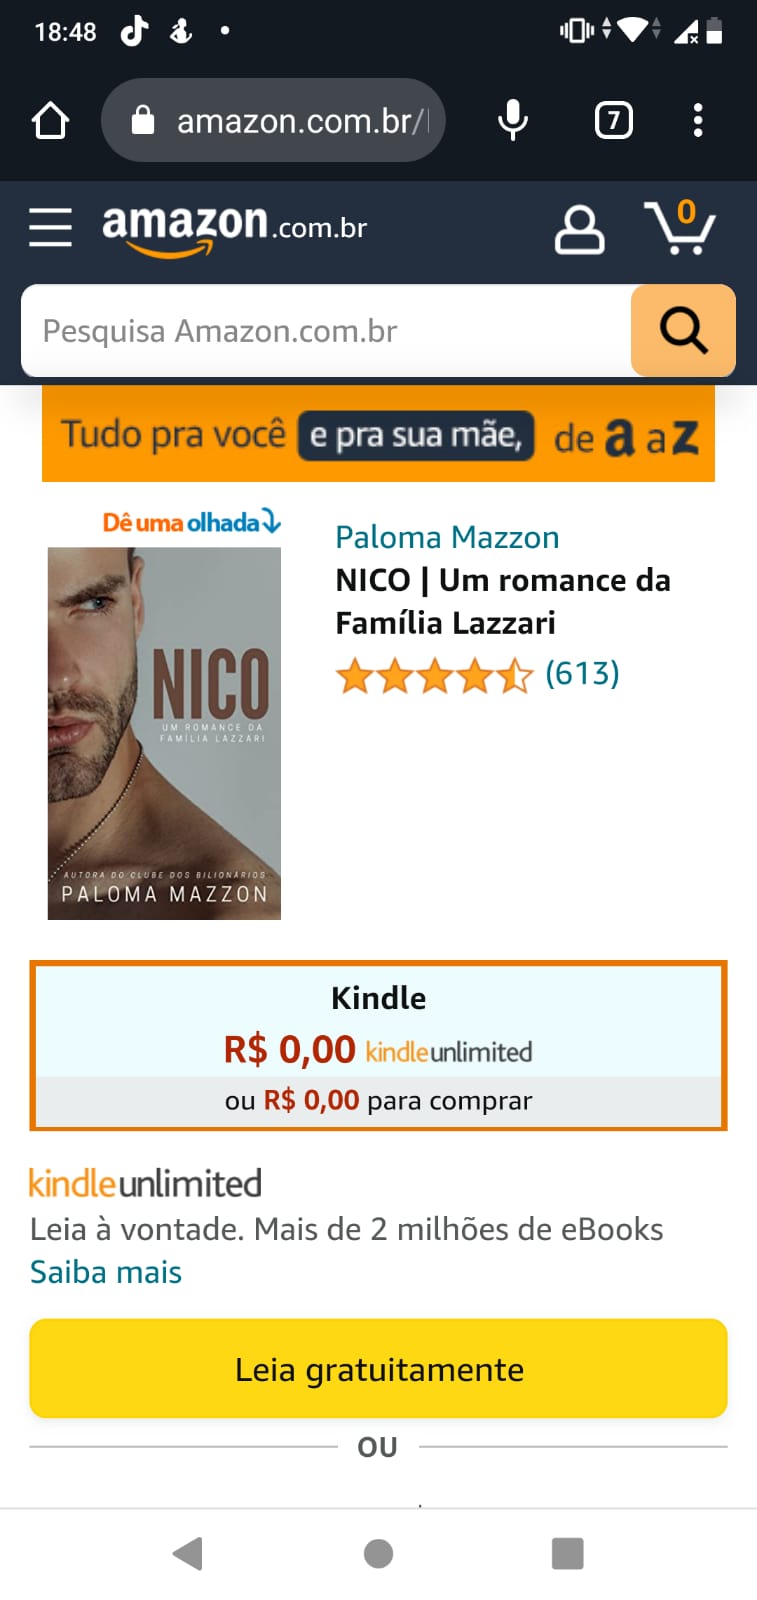 18:48
amazon.com.br/
7
amazon.com.br
0
Pesquisa Amazon.com.br
Tudo pra você e pra sua mãe, de a a z
Dê uma olhada
Paloma Mazzon
NICO | Um romance da
Família Lazzari
(613)
NICO
UM ROMANCE DA
FAMÍLIA LAZZARI
AUTORA DO CLUBE DOS BILIONÁRIOS
PALOMA MAZZON
Kindle
R$ 0,00 kindleunlimited
ou R$ 0,00 para comprar
kindleunlimited
Leia à vontade. Mais de 2 milhões de eBooks
Saiba mais
Leia gratuitamente
OU